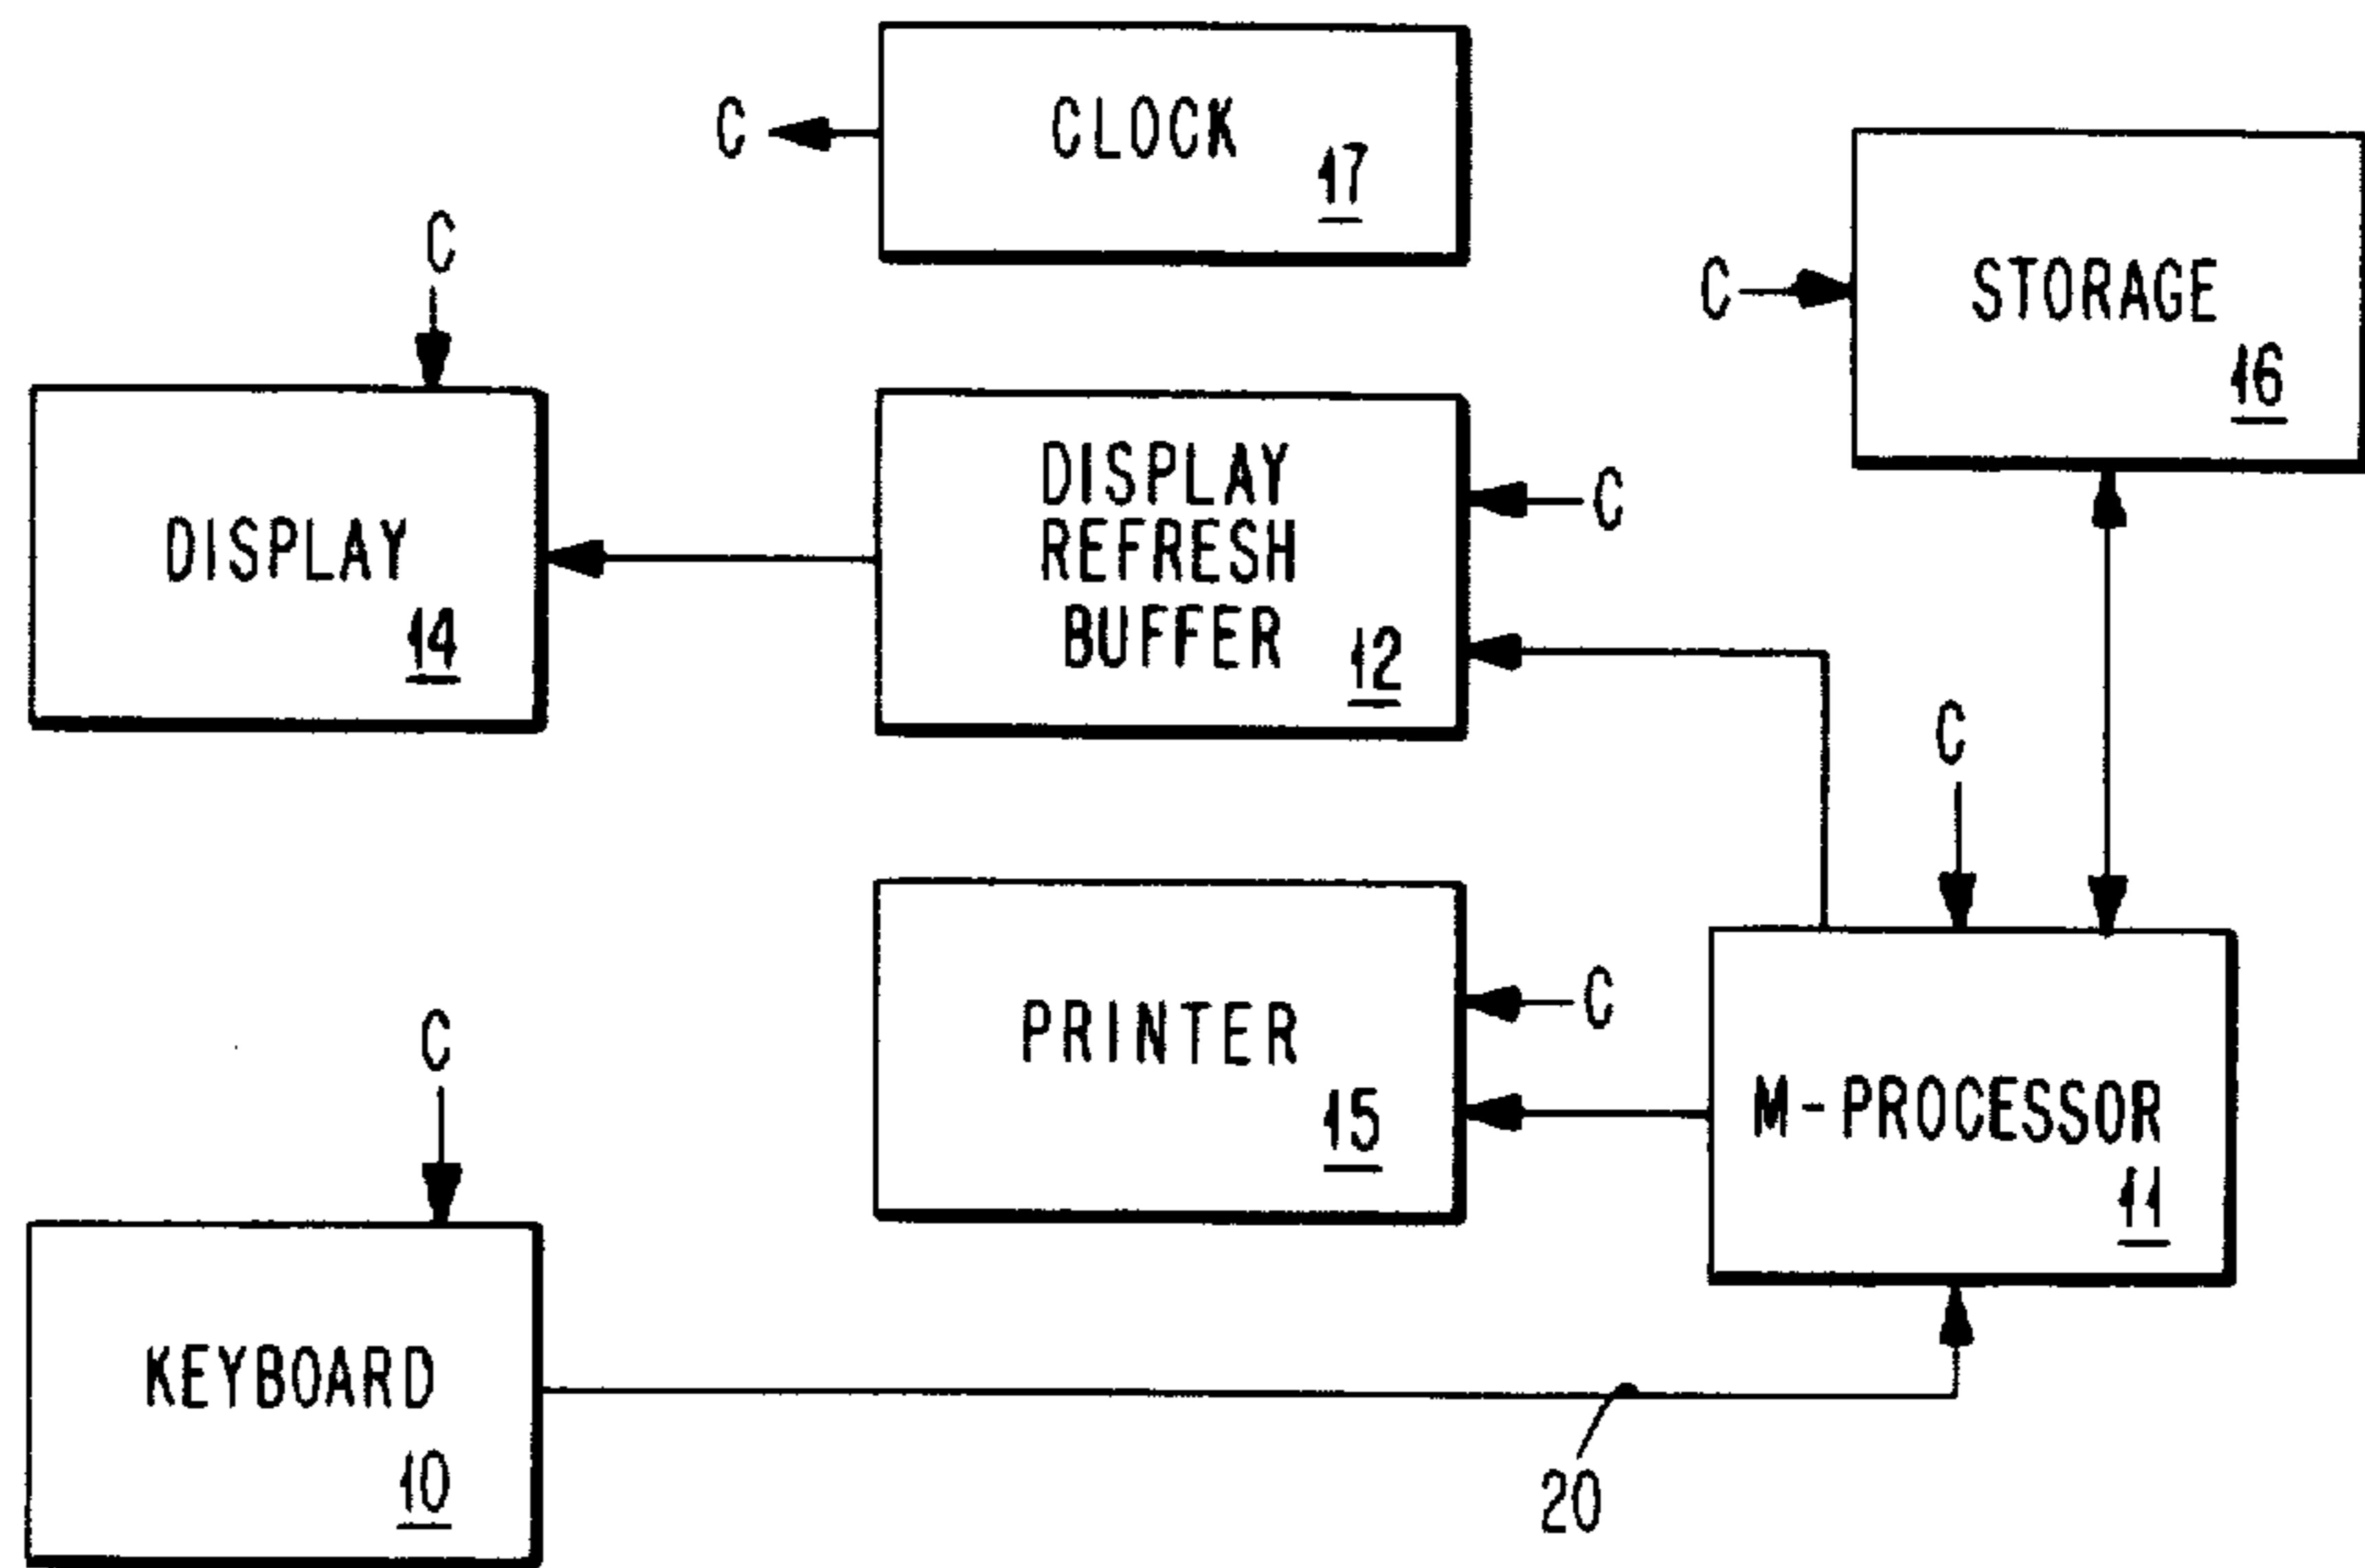 C
CLOCK
17
C
C
STORAGE
16
DISPLAY
14
DISPLAY
REFRESH
BUFFER
12
C
C
PRINTER
15
C
M-PROCESSOR
11
C
KEYBOARD
10
20